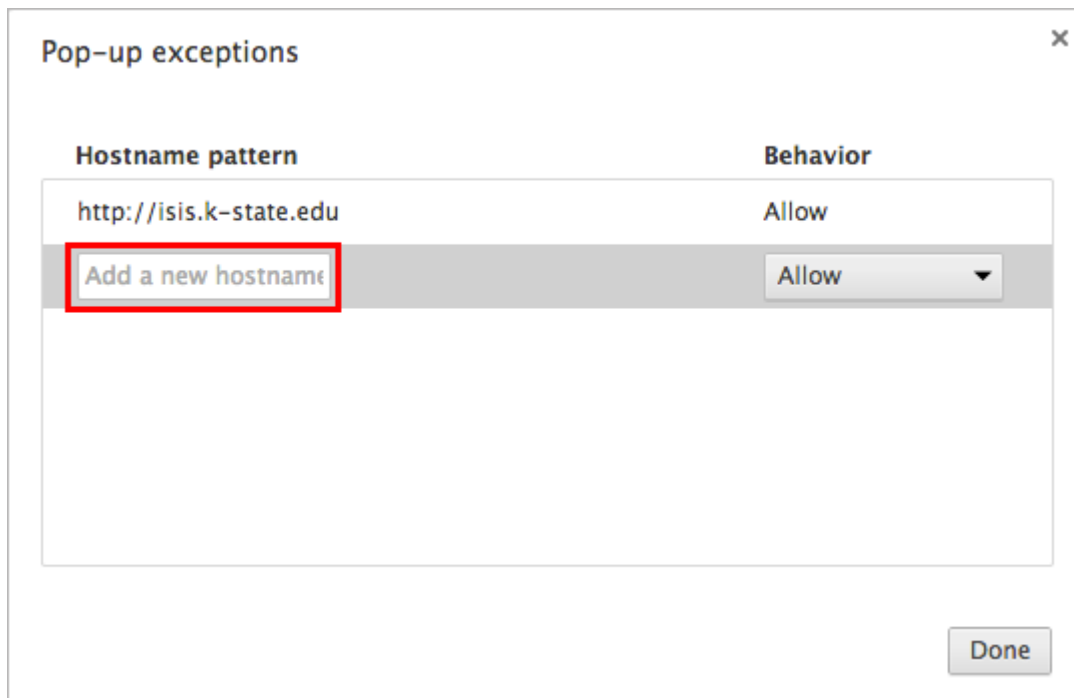 Pop-up exceptions
Hostname pattern Behavior
http://isis.k-state.edu Allow
Add a new hostname Allow
Done